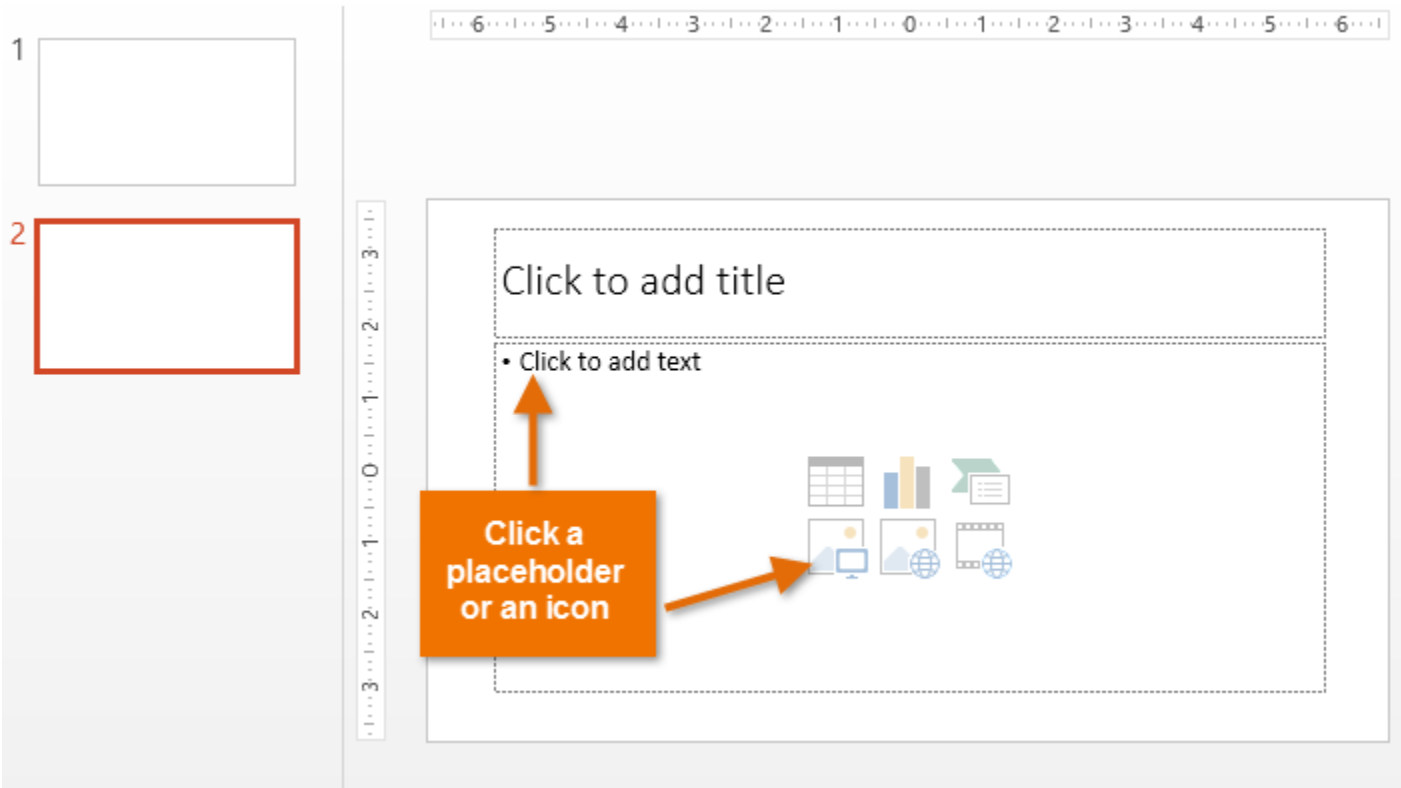 6 5 4 3 2 1 0 1 2 3 4 5 6
1
2
3 2 1 0 1 2 3
Click to add title
• Click to add text
Click a
placeholder
or an icon